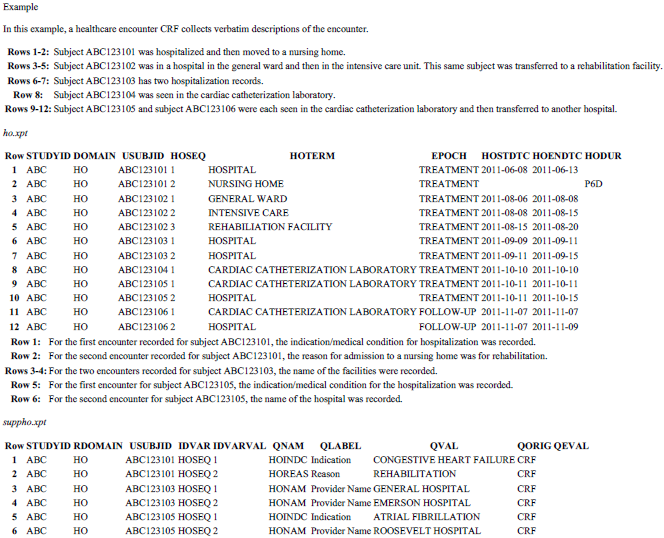 Example
In this example, a healthcare encounter CRF collects verbatim descriptions of the encounter.
Rows 1-2: Subject ABC123101 was hospitalized and then moved to a nursing home.
Rows 3-5: Subject ABC123102 was in a hospital in the general ward and then in the intensive care unit. This same subject was transferred to a rehabilitation facility.
Rows 6-7: Subject ABC123103 has two hospitalization records.
Row 8: Subject ABC123104 was seen in the cardiac catheterization laboratory.
Rows 9-12: Subject ABC123105 and subject ABC123106 were each seen in the cardiac catheterization laboratory and then transferred to another hospital.
ho.xpt
Row STUDYID DOMAIN USUBJID HOSEQ HOTERM EPOCH HOSTDTC HOENDTC HODUR
1 ABC HO ABC123101 1 HOSPITAL TREATMENT 2011-06-08 2011-06-13
2 ABC HO ABC123101 2 NURSING HOME TREATMENT P6D
3 ABC HO ABC123102 1 GENERAL WARD TREATMENT 2011-08-06 2011-08-08
4 ABC HO ABC123102 2 INTENSIVE CARE TREATMENT 2011-08-08 2011-08-15
5 ABC HO ABC123102 3 REHABILIATION FACILITY TREATMENT 2011-08-15 2011-08-20
6 ABC HO ABC123103 1 HOSPITAL TREATMENT 2011-09-09 2011-09-11
7 ABC HO ABC123103 2 HOSPITAL TREATMENT 2011-09-11 2011-09-15
8 ABC HO ABC123104 1 CARDIAC CATHETERIZATION LABORATORY TREATMENT 2011-10-10 2011-10-10
9 ABC HO ABC123105 1 CARDIAC CATHETERIZATION LABORATORY TREATMENT 2011-10-11 2011-10-11
10 ABC HO ABC123105 2 HOSPITAL TREATMENT 2011-10-11 2011-10-15
11 ABC HO ABC123106 1 CARDIAC CATHETERIZATION LABORATORY FOLLOW-UP 2011-11-07 2011-11-07
12 ABC HO ABC123106 2 HOSPITAL FOLLOW-UP 2011-11-07 2011-11-09
Row 1: For the first encounter recorded for subject ABC123101, the indication/medical condition for hospitalization was recorded.
Row 2: For the second encounter recorded for subject ABC123101, the reason for admission to a nursing home was for rehabilitation.
Rows 3-4: For the two encounters recorded for subject ABC123103, the name of the facilities were recorded.
Row 5: For the first encounter for subject ABC123105, the indication/medical condition for the hospitalization was recorded.
Row 6: For the second encounter for subject ABC123105, the name of the hospital was recorded.
suppho.xpt
Row STUDYID RDOMAIN USUBJID IDVAR IDVARVAL QNAM QLABEL QVAL QORIG QEVAL
1 ABC HO ABC123101 HOSEQ 1 HOINDC Indication CONGESTIVE HEART FAILURE CRF
2 ABC HO ABC123101 HOSEQ 2 HOREAS Reason REHABILITATION CRF
3 ABC HO ABC123103 HOSEQ 1 HONAM Provider Name GENERAL HOSPITAL CRF
4 ABC HO ABC123103 HOSEQ 2 HONAM Provider Name EMERSON HOSPITAL CRF
5 ABC HO ABC123105 HOSEQ 1 HOINDC Indication ATRIAL FIBRILLATION CRF
6 ABC HO ABC123105 HOSEQ 2 HONAM Provider Name ROOSEVELT HOSPITAL CRF